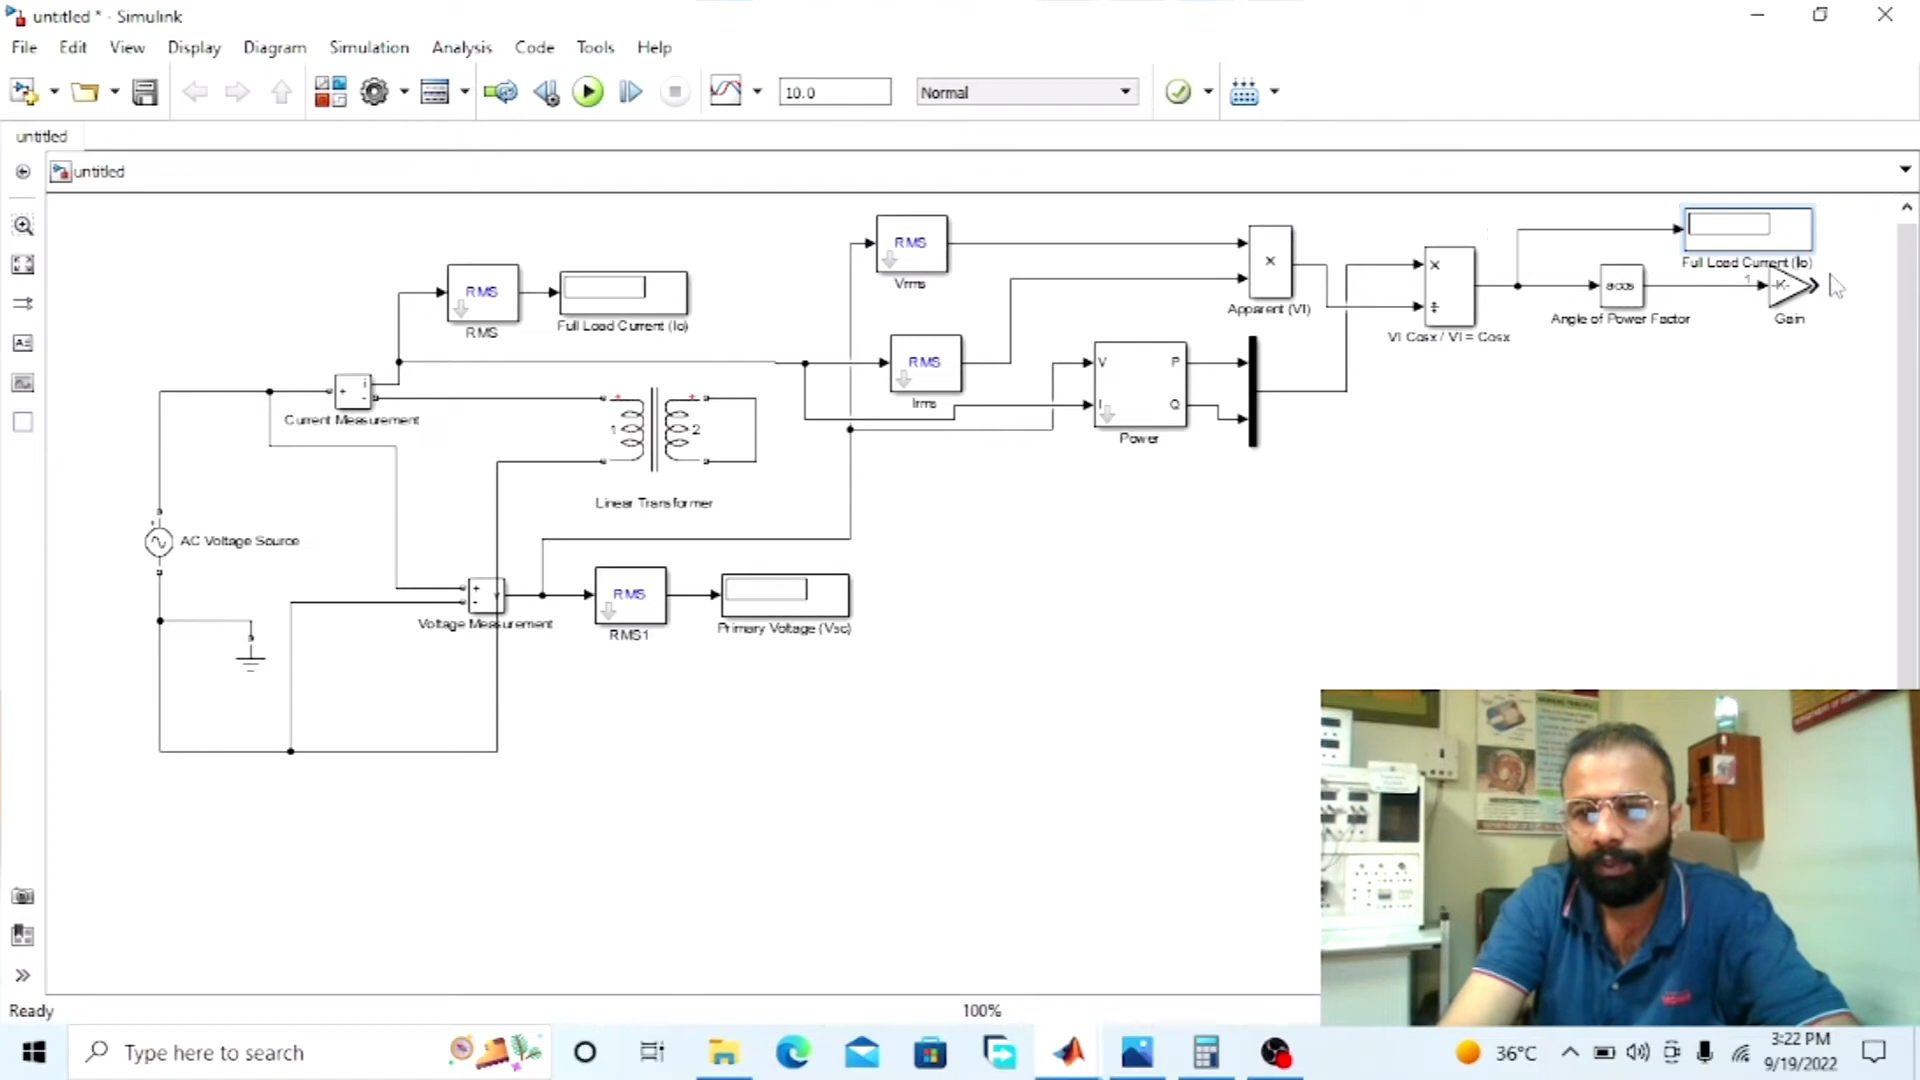 untitled * - Simulink
File Edit View Display Diagram Simulation Analysis Code Tools Help
10.0 Normal
untitled
untitled
RMS
RMS
Full Load Current (Io)
RMS
Vrms
RMS
Irms
×
Apparent (VI)
×
÷
VI Cosx / VI = Cosx
acos
Angle of Power Factor
Full Load Current (Io)
1
-K-
Gain
V P
I Q
Power
+ i
-
Current Measurement
1 2
+ +
Linear Transformer
AC Voltage Source
+
- v
Voltage Measurement
RMS
RMS1
Primary Voltage (Vsc)
Ready 100%
Type here to search
36°C
3:22 PM
9/19/2022